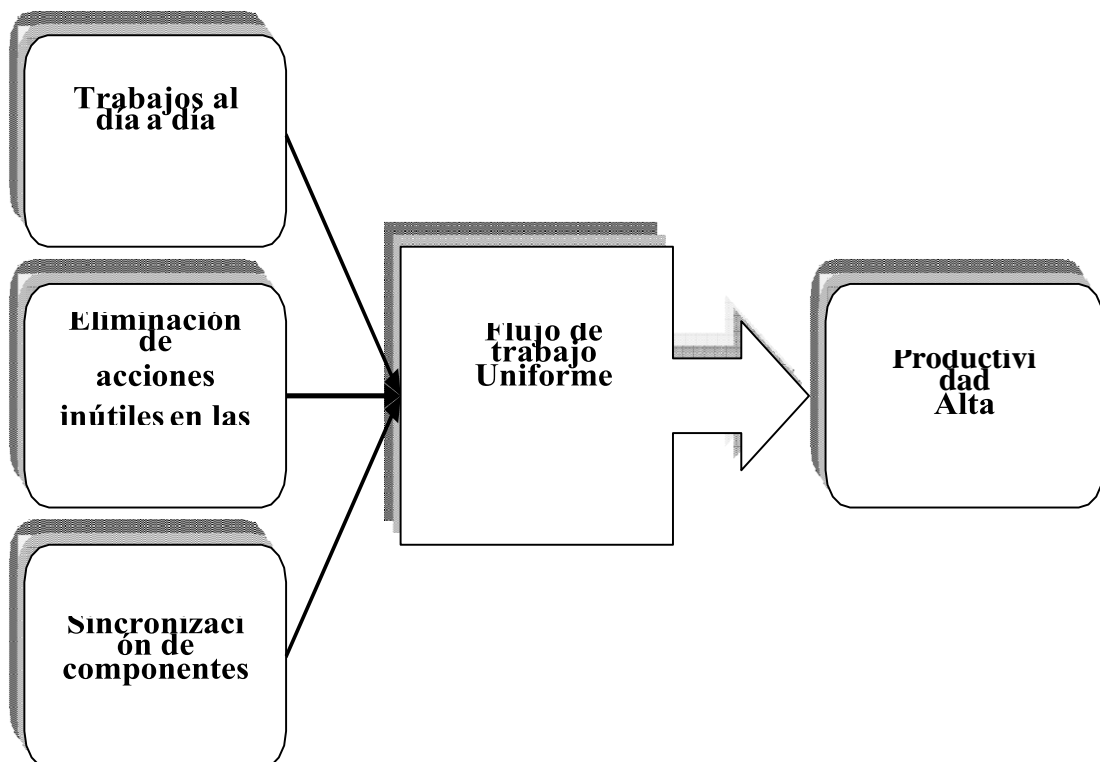 Trabajos al
día a día
Eliminación
de
acciones
inútiles en las
Sincronizaci
ón de
componentes
Flujo de
trabajo
Uniforme
Productivi
dad
Alta